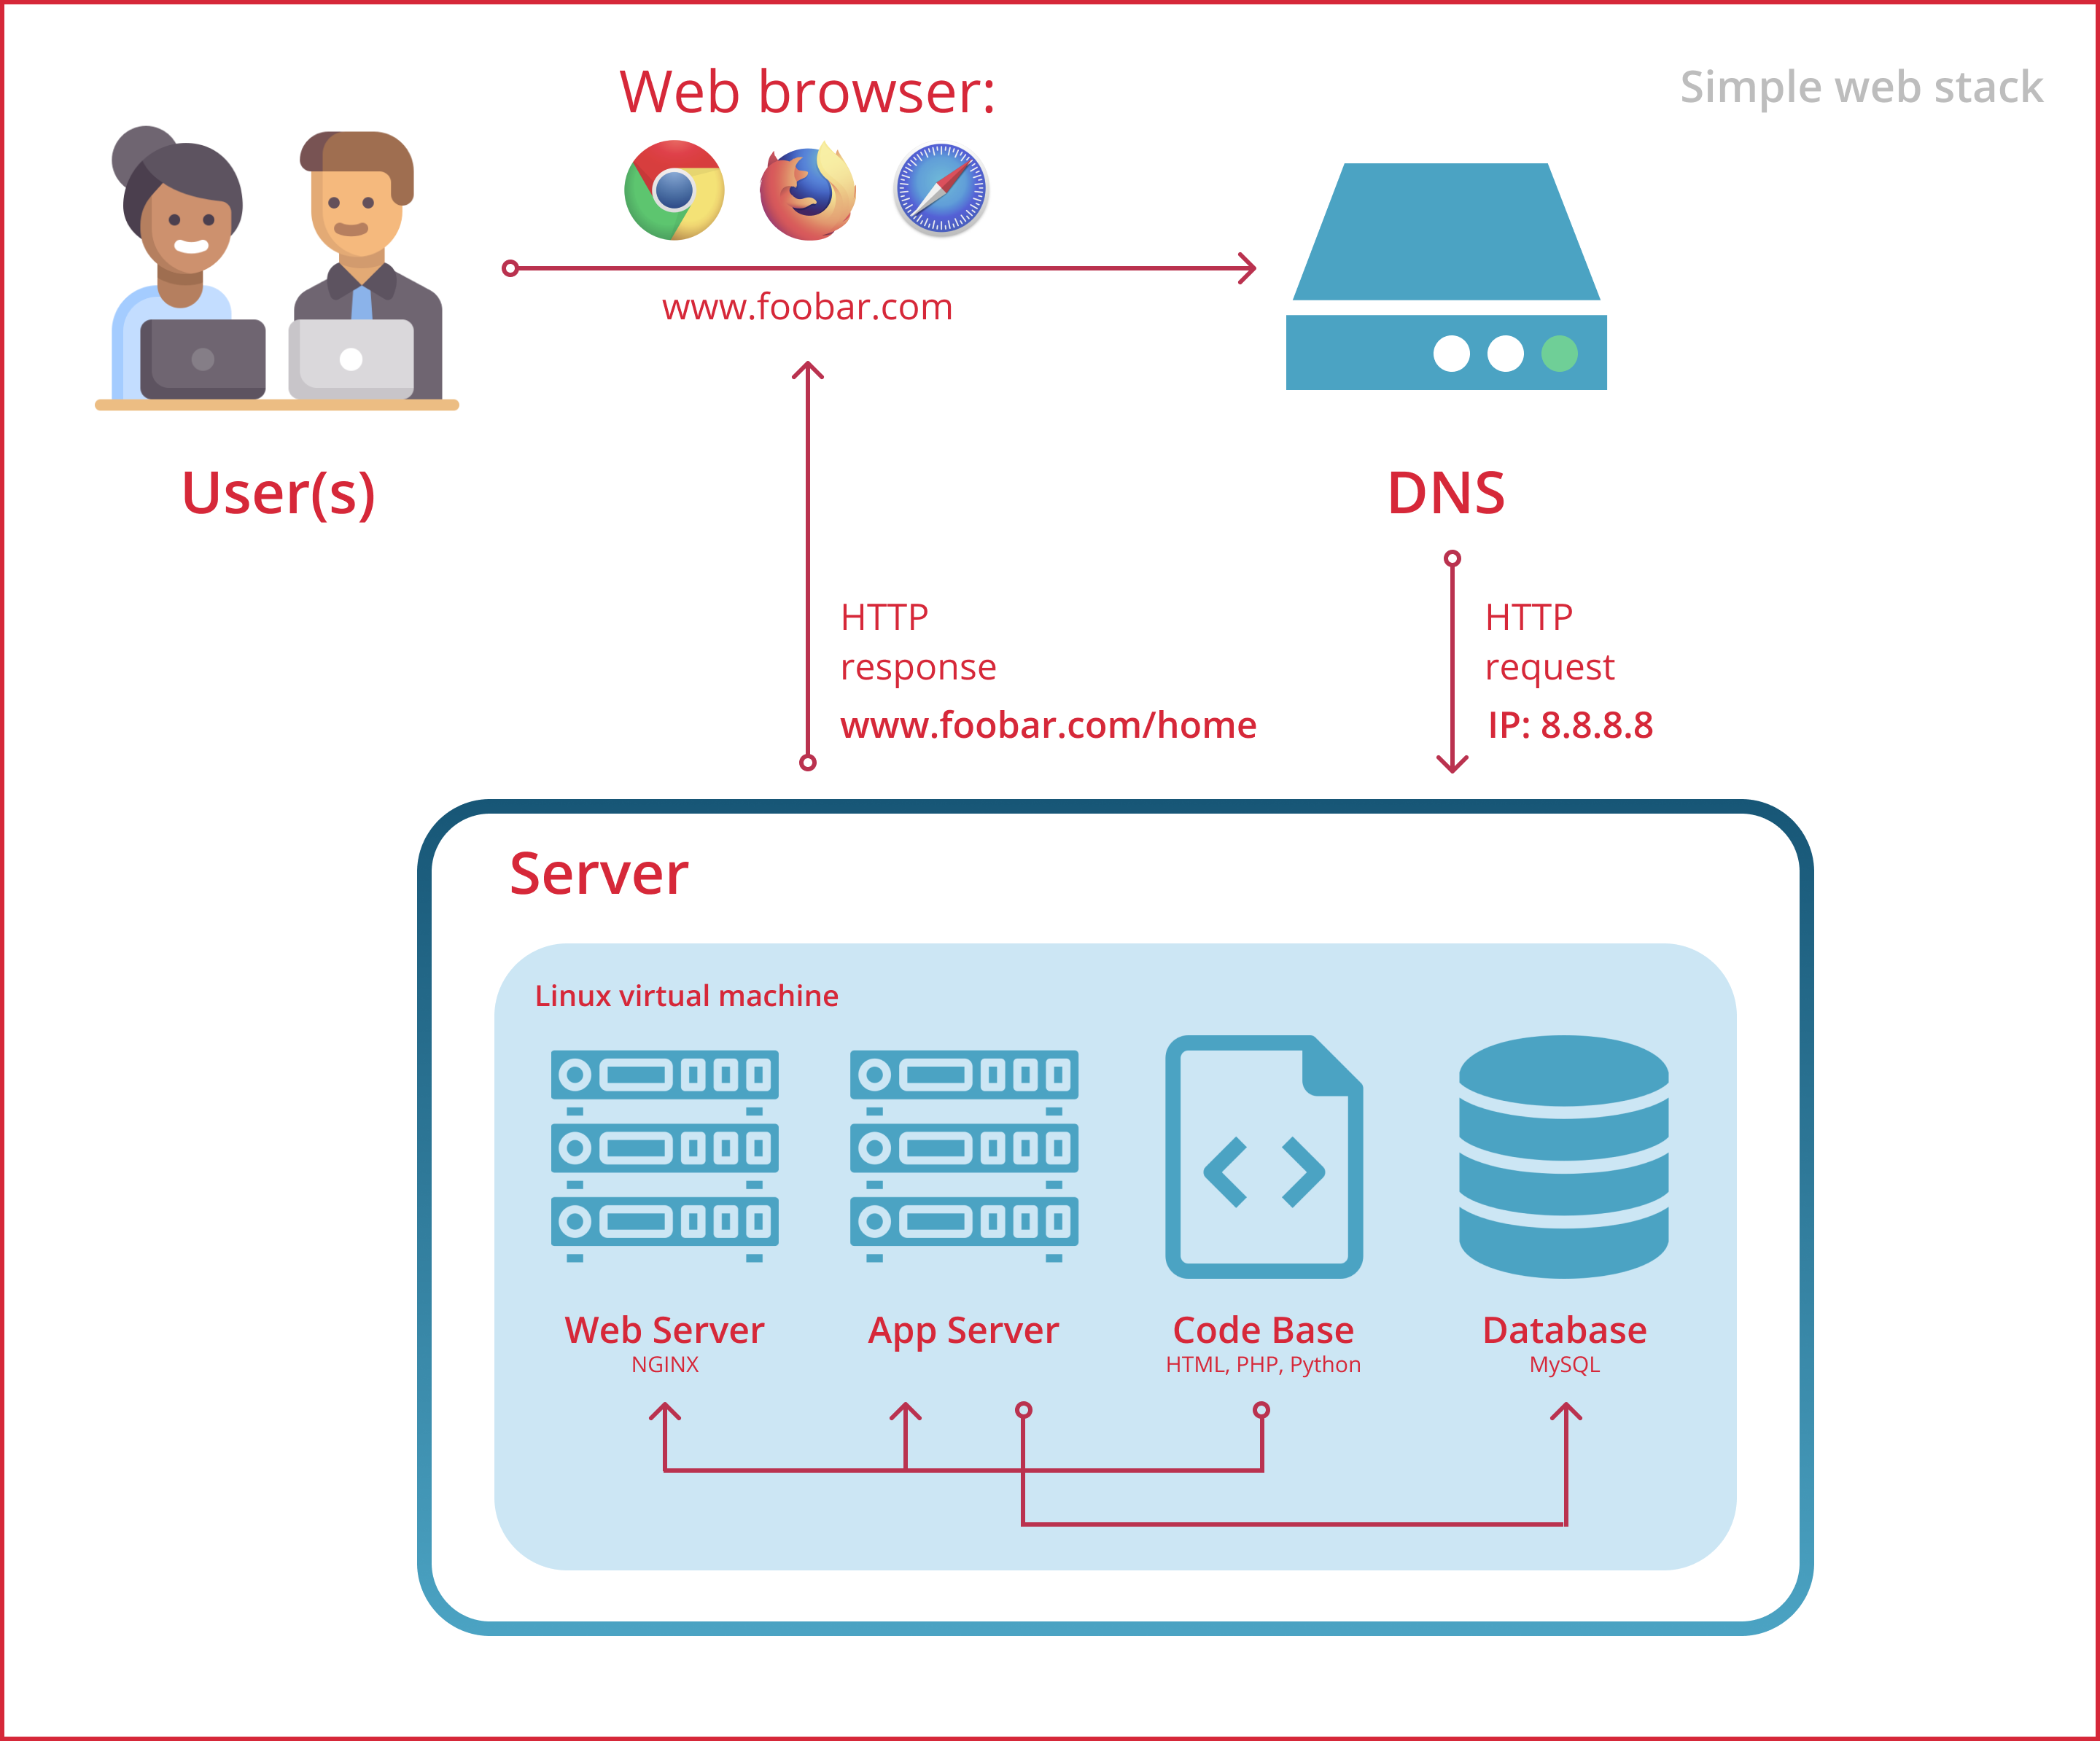 Simple web stack
Web browser:
www.foobar.com
User(s)
DNS
HTTP
response
www.foobar.com/home
HTTP
request
IP: 8.8.8.8
Server
Linux virtual machine
Web Server
NGINX
App Server
Code Base
HTML, PHP, Python
Database
MySQL